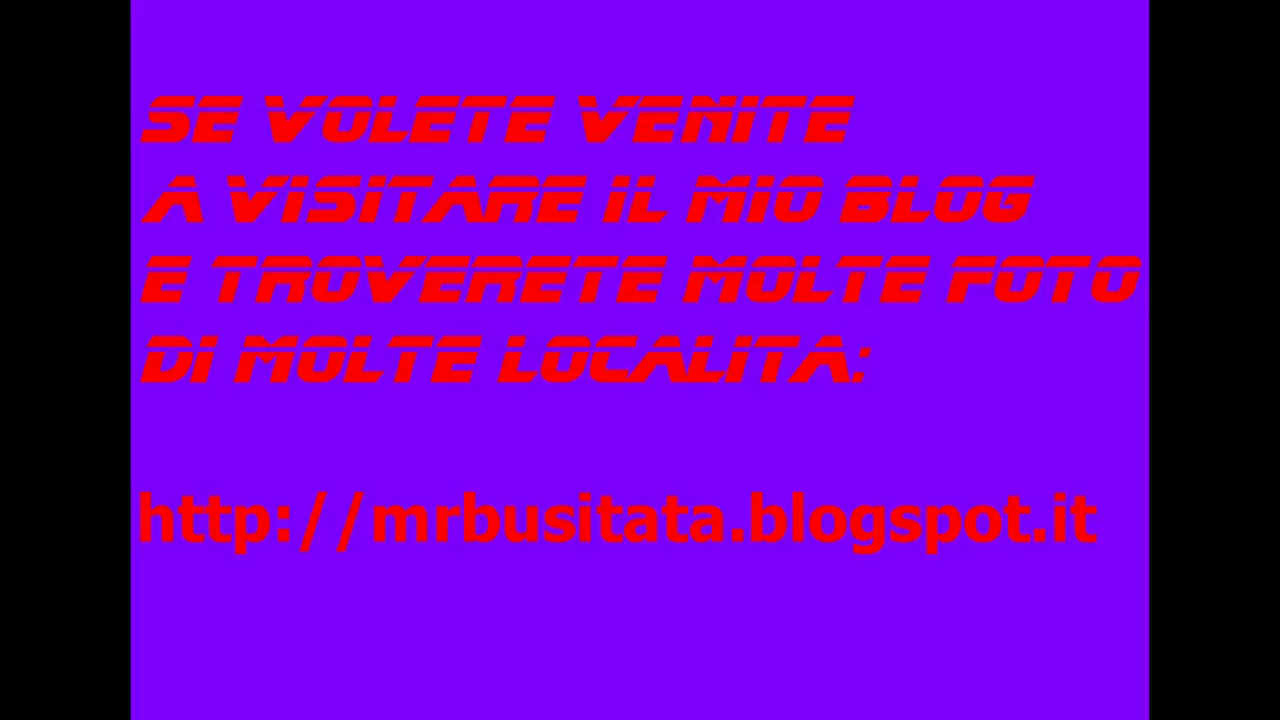 SE VOLETE VENITE
A VISITARE IL MIO BLOG
E TROVERETE MOLTE FOTO
DI MOLTE LOCALITA:
http://mrbusitata.blogspot.it